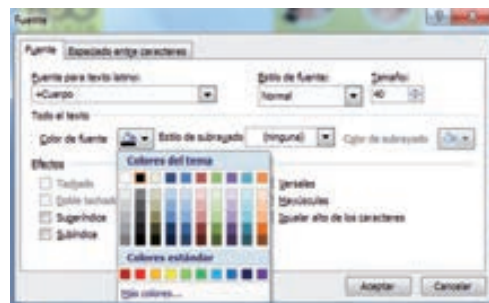 Fuente
Fuente Espaciado entre caracteres
Fuente para texto latino: Estilo de fuente: Tamaño:
+Cuerpo Normal 40
Todo el texto
Color de fuente Estilo de subrayado (ninguno) Color de subrayado
Efectos
Colores del tema
Tachado Versales
Doble tachado Mayúsculas
Superíndice Igualar alto de los caracteres
Subíndice
Colores estándar
Más colores...
Aceptar Cancelar